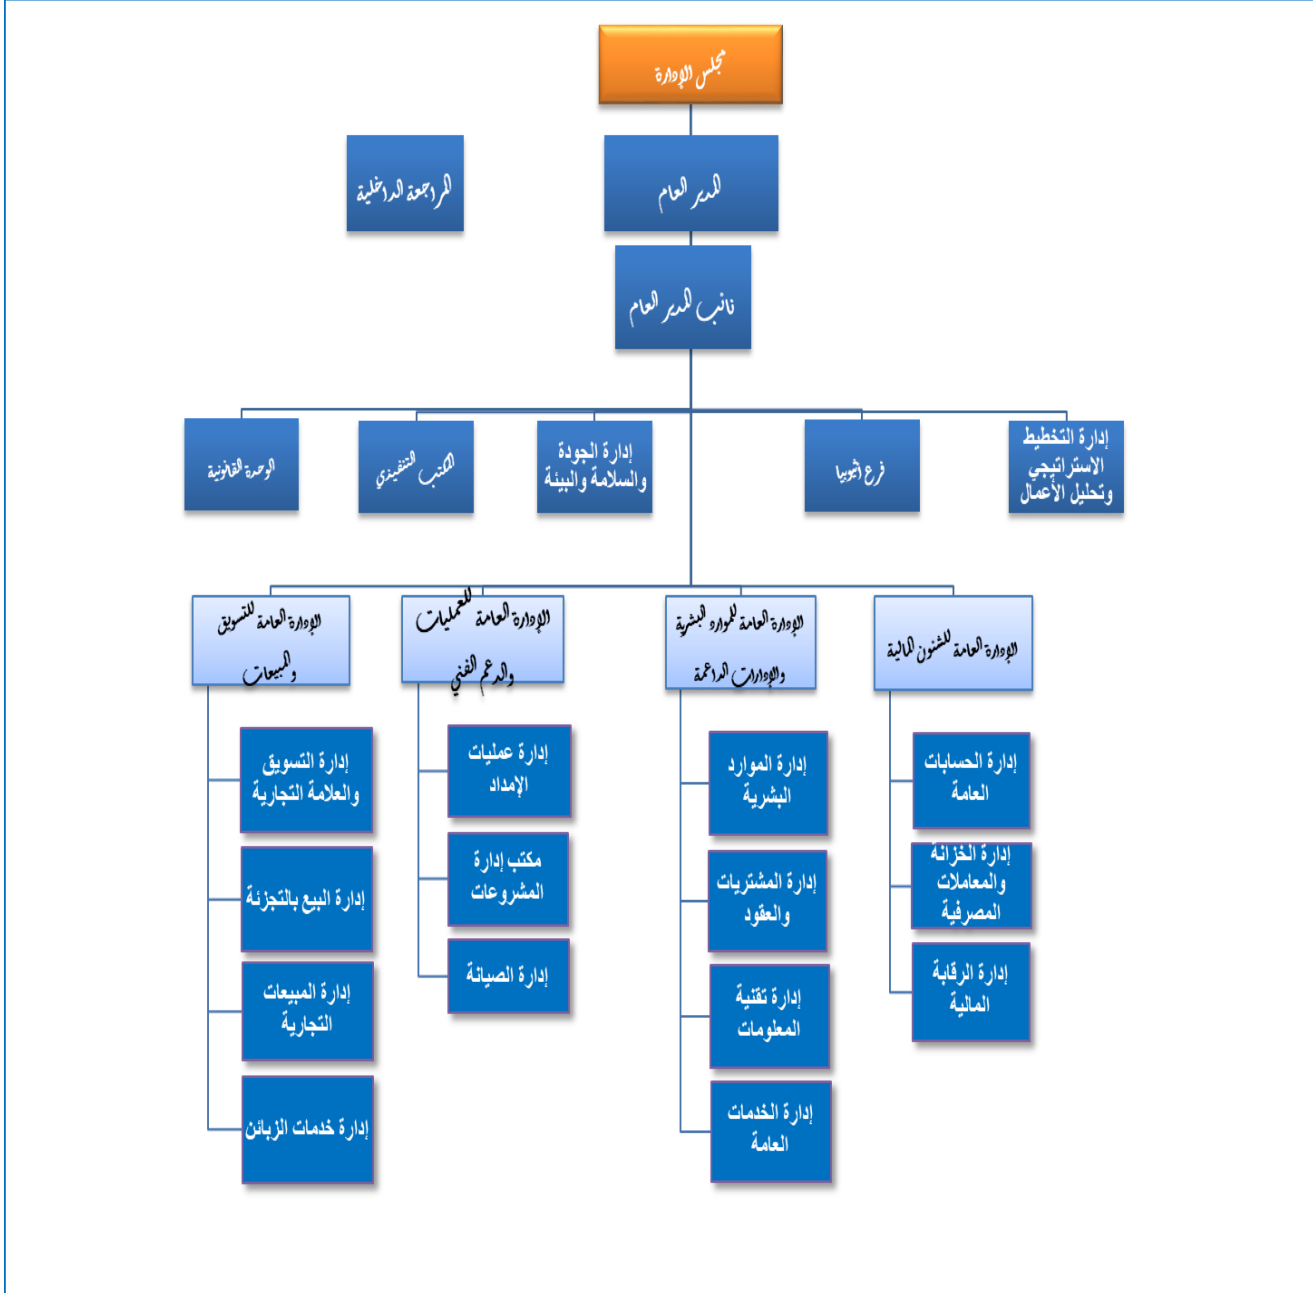 مجلس الإدارة
المدير العام
المراجعة الداخلية
نائب المدير العام
إدارة التخطيط
الاستراتيجي
وتحليل الأعمال
فرع أثيوبيا
إدارة الجودة
والسلامة والبيئة
المكتب التنفيذي
الوحدة القانونية
الإدارة العامة للشئون المالية
إدارة الحسابات
العامة
إدارة الخزانة
والمعاملات
المصرفية
إدارة الرقابة
المالية
الإدارة العامة للموارد البشرية
والإدارات الداعمة
إدارة الموارد
البشرية
إدارة المشتريات
والعقود
إدارة تقنية
المعلومات
إدارة الخدمات
العامة
الإدارة العامة للعمليات
والدعم الفني
إدارة عمليات
الإمداد
مكتب إدارة
المشروعات
إدارة الصيانة
الإدارة العامة للتسويق
والمبيعات
إدارة التسويق
والعلامة التجارية
إدارة البيع بالتجزئة
إدارة المبيعات
التجارية
إدارة خدمات الزبائن